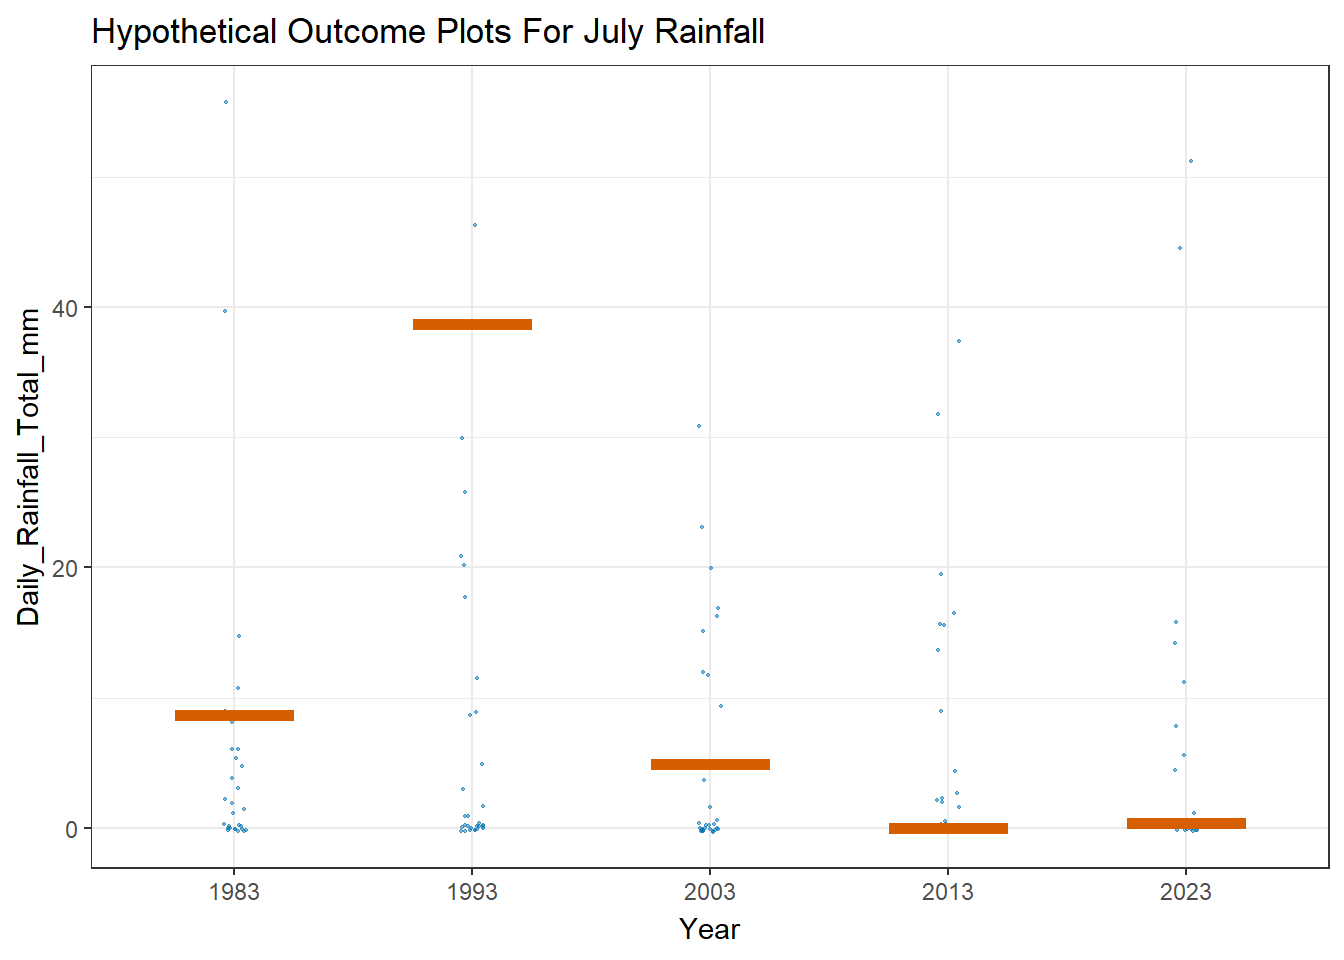 Hypothetical Outcome Plots For July Rainfall
Daily_Rainfall_Total_mm
40
20
0
1983 1993 2003 2013 2023
Year